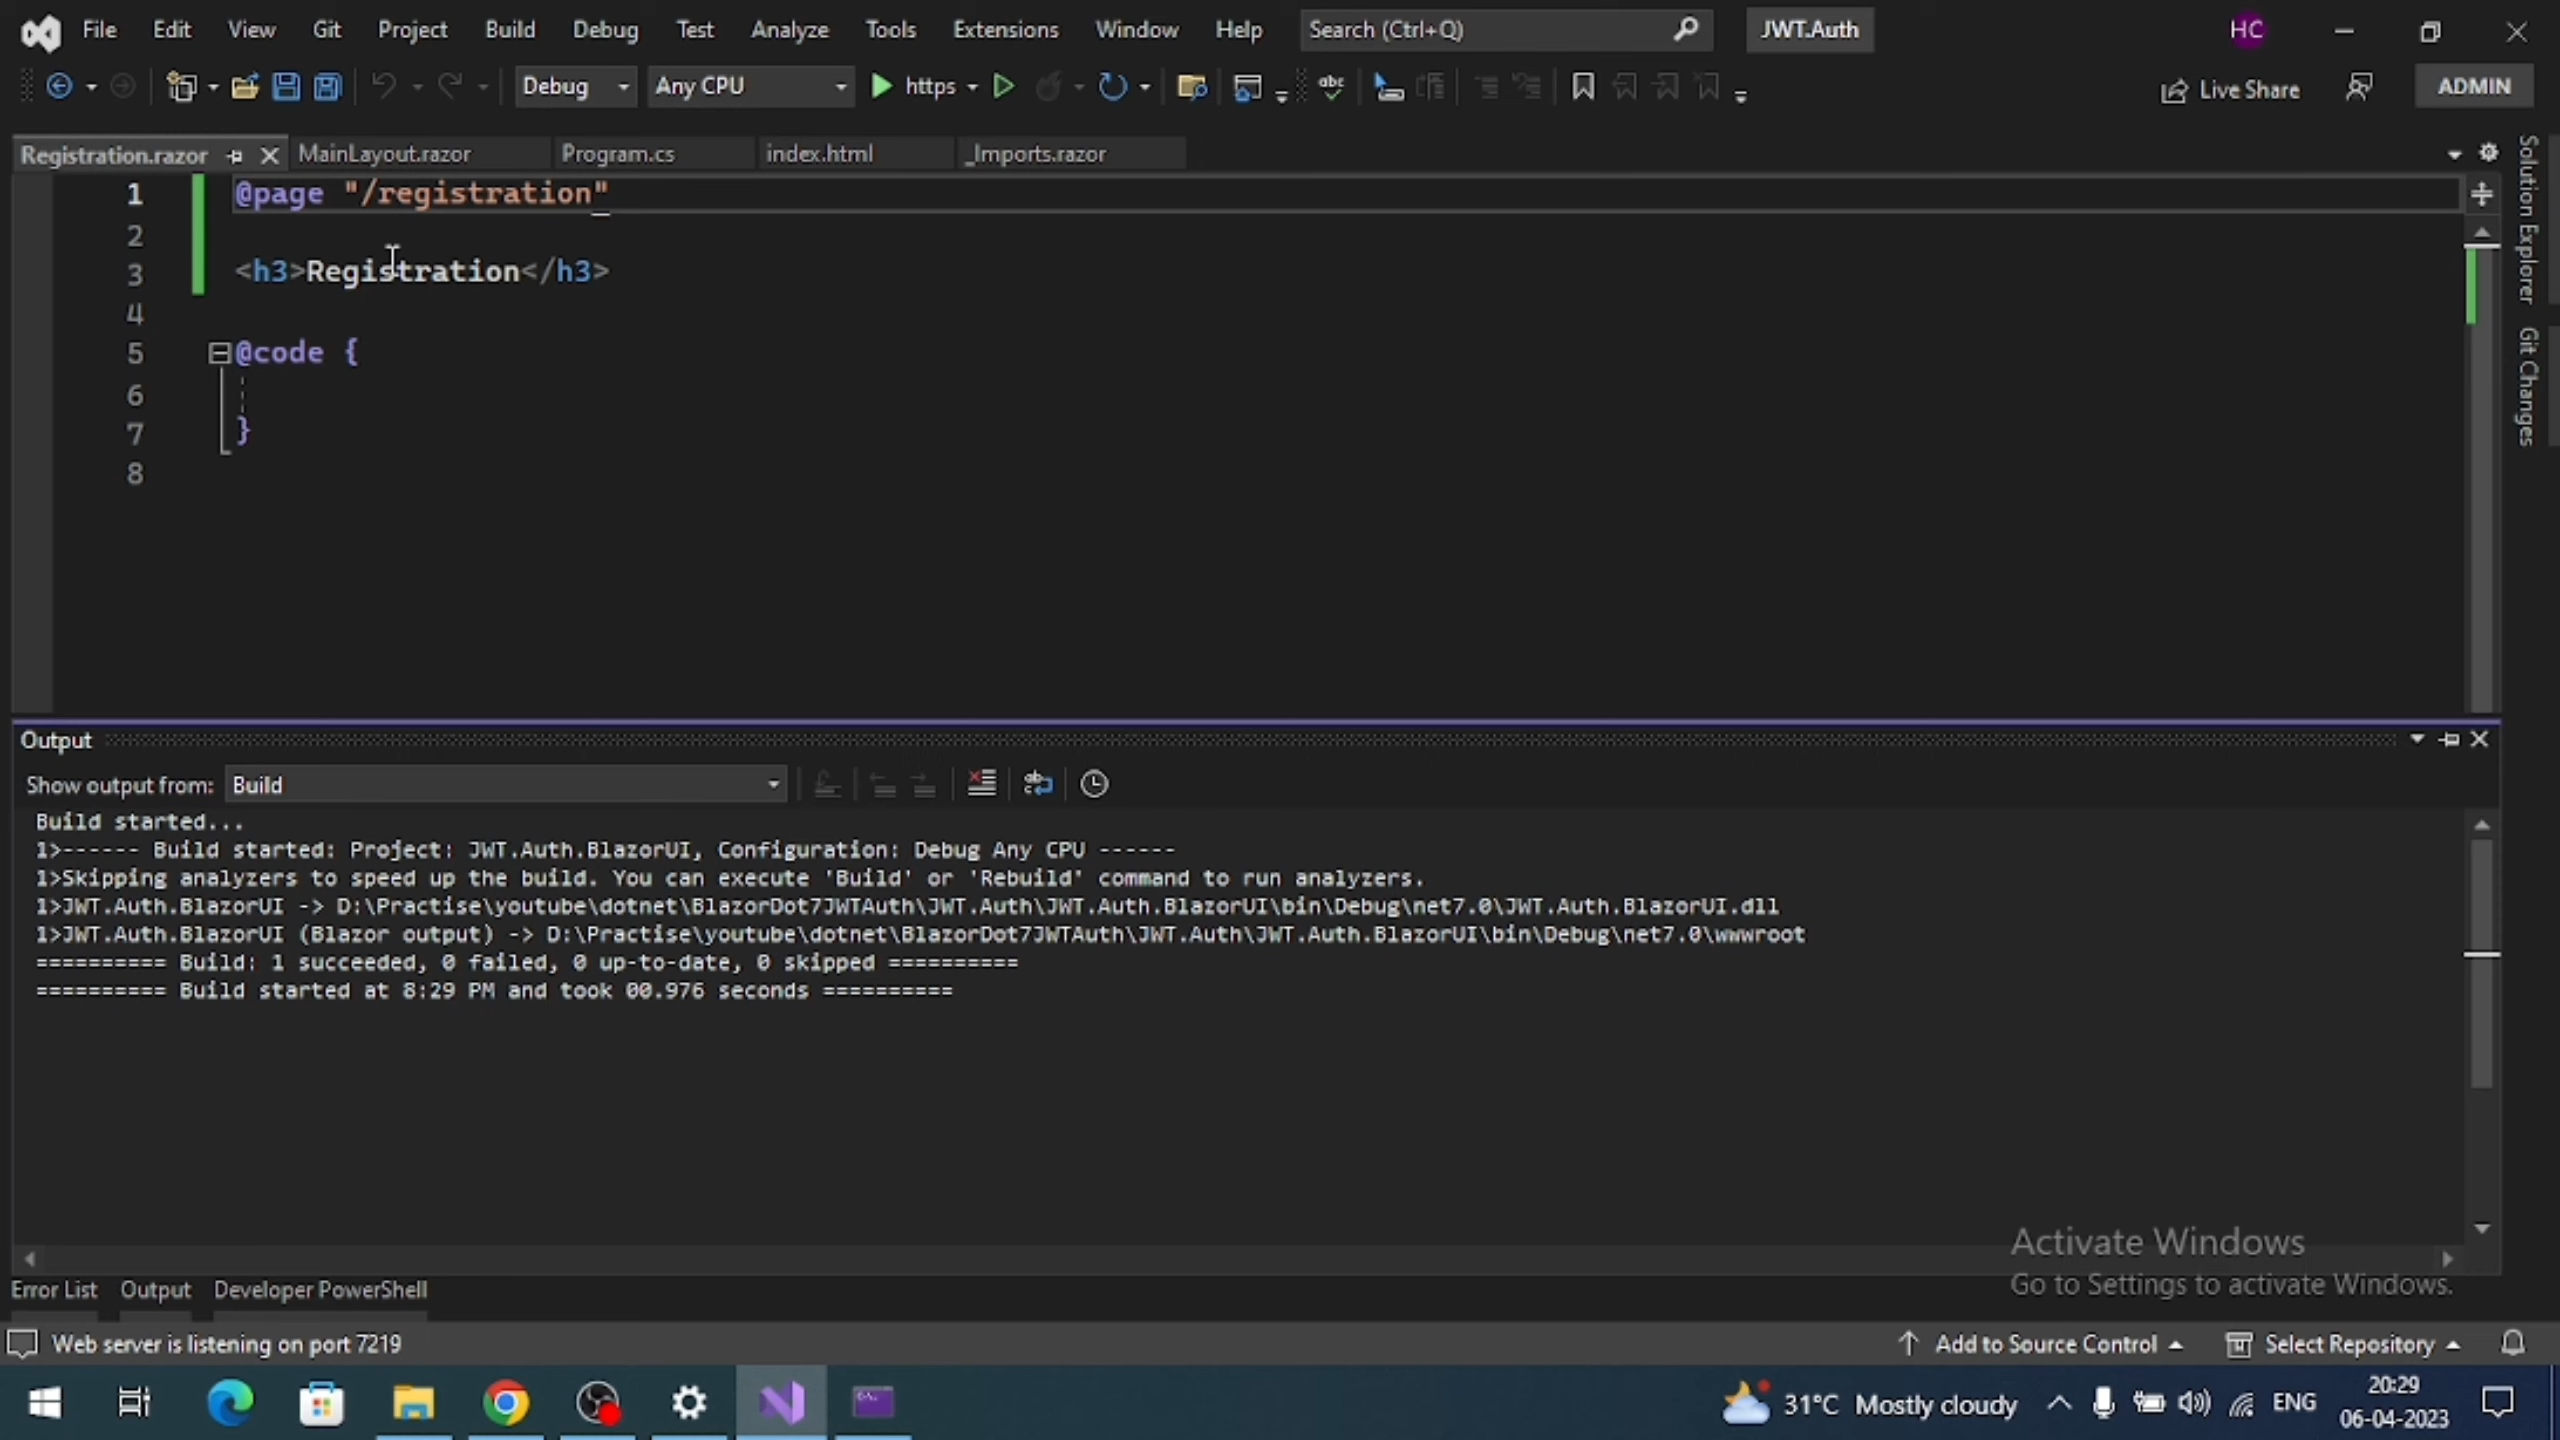 File Edit View Git Project Build Debug Test Analyze Tools Extensions Window Help Search (Ctrl+Q) JWT.Auth HC
Debug Any CPU https Live Share ADMIN
Registration.razor MainLayout.razor Program.cs index.html _Imports.razor
1 @page "/registration"
2
3 <h3>Registration</h3>
4
5 @code {
6
7 }
8
Solution Explorer
Git Changes
Output
Show output from: Build
Build started...
1>------ Build started: Project: JWT.Auth.BlazorUI, Configuration: Debug Any CPU ------
1>Skipping analyzers to speed up the build. You can execute 'Build' or 'Rebuild' command to run analyzers.
1>JWT.Auth.BlazorUI -> D:\Practise\youtube\dotnet\BlazorDot7JWTAuth\JWT.Auth\JWT.Auth.BlazorUI\bin\Debug\net7.0\JWT.Auth.BlazorUI.dll
1>JWT.Auth.BlazorUI (Blazor output) -> D:\Practise\youtube\dotnet\BlazorDot7JWTAuth\JWT.Auth\JWT.Auth.BlazorUI\bin\Debug\net7.0\wwwroot
========== Build: 1 succeeded, 0 failed, 0 up-to-date, 0 skipped ==========
========== Build started at 8:29 PM and took 00.976 seconds ==========
Activate Windows
Go to Settings to activate Windows.
Error List Output Developer PowerShell
Web server is listening on port 7219 Add to Source Control Select Repository
31°C Mostly cloudy ENG 20:29
06-04-2023